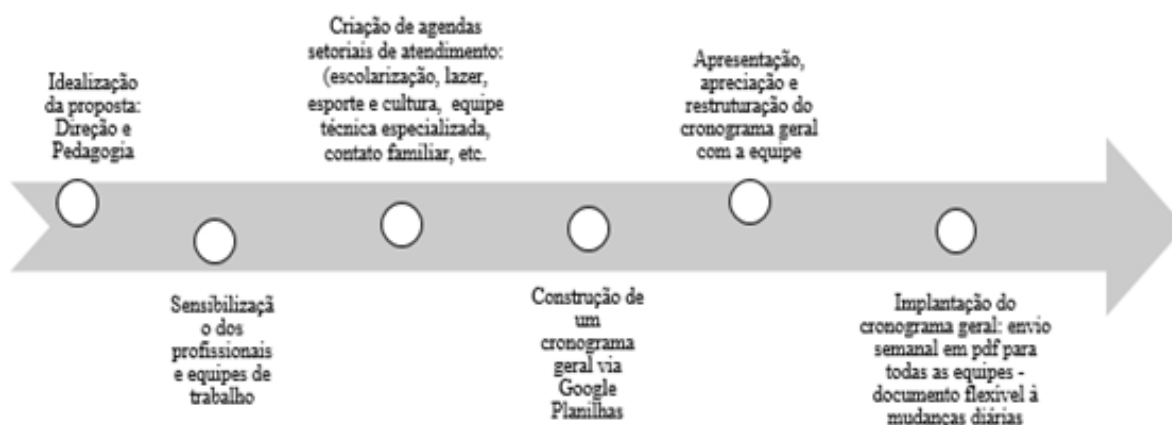 Idealização
da proposta:
Direção e
Pedagogia
Sensibilizaçã
o dos
profissionais
e equipes de
trabalho
Criação de agendas
setoriais de atendimento:
(escolarização, lazer,
esporte e cultura, equipe
técnica especializada,
contato familiar, etc.
Construção de
um
cronograma
geral via
Google
Planilhas
Apresentação,
apreciação e
restruturação do
cronograma geral
com a equipe
Implantação do
cronograma geral: envio
semanal em pdf para
todas as equipes -
documento flexível à
mudanças diárias